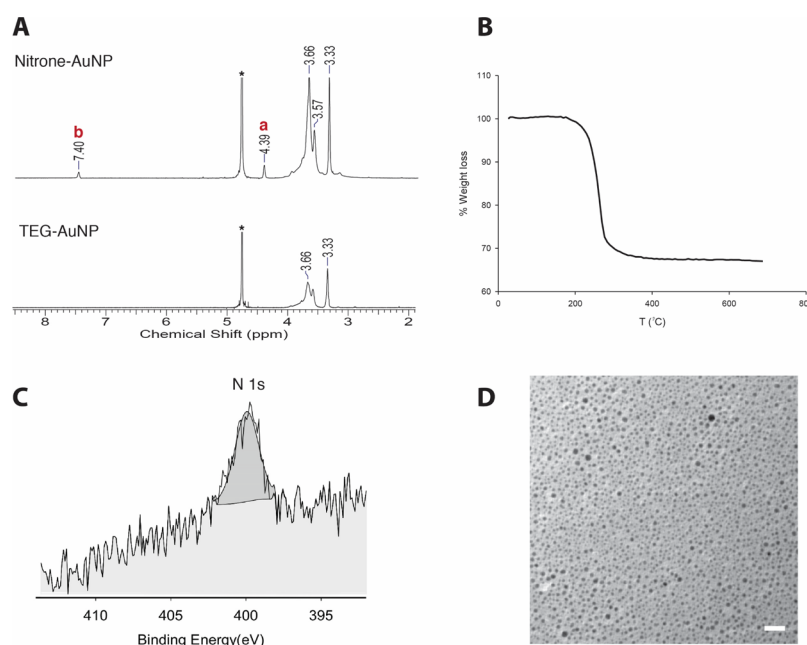 A
Nitrone-AuNP
b
7.40
*
a
4.39
3.66
3.57
3.33
TEG-AuNP
*
3.66
3.33
8 7 6 5 4 3 2
Chemical Shift (ppm)
B
110
100
90
80
70
60
0 200 400 600 80
% Weight loss
T (°C)
C
N 1s
410 405 400 395
Binding Energy(eV)
D